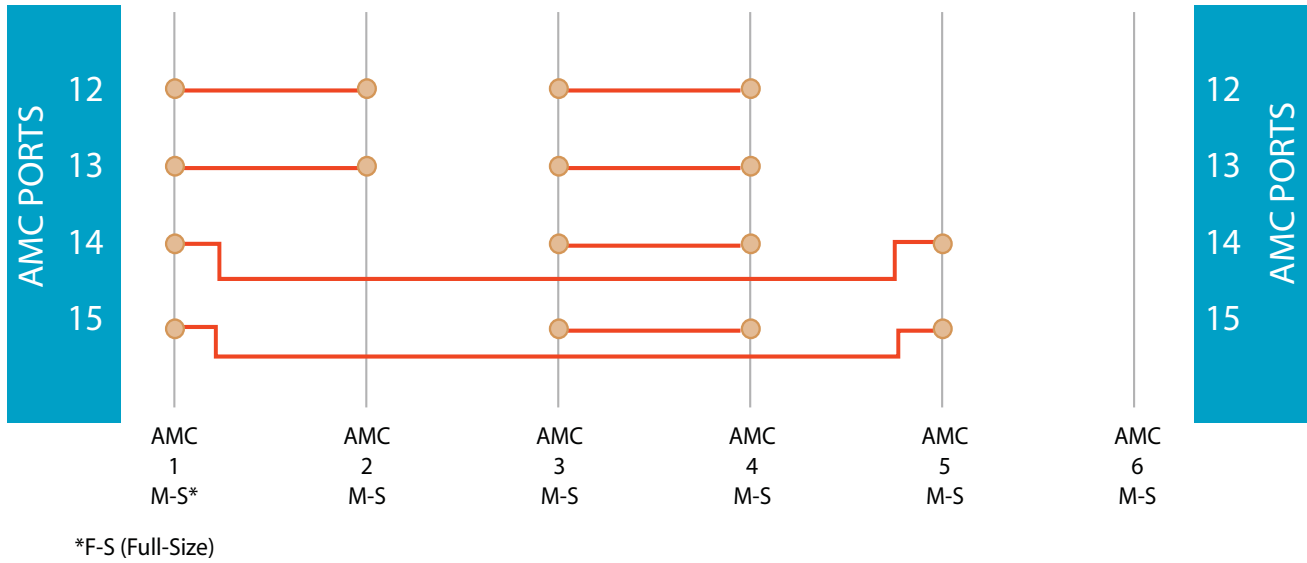 AMC PORTS
12
13
14
15
12
13
14
15
AMC PORTS
AMC
1
M-S*
AMC
2
M-S
AMC
3
M-S
AMC
4
M-S
AMC
5
M-S
AMC
6
M-S
*F-S (Full-Size)